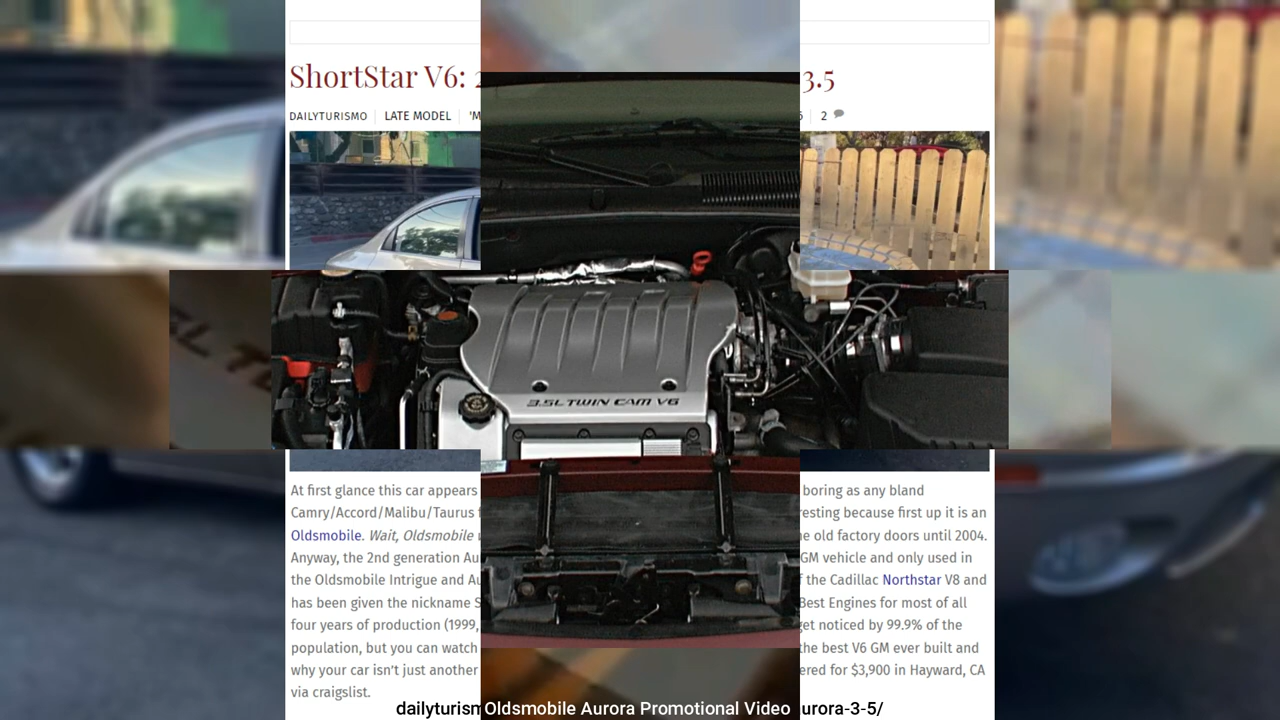 ShortStar V6: 3.5
DAILYTURISMO LATE MODEL 2
3.5L TWIN CAM V6
At first glance this car appears boring as any bland
Camry/Accord/Malibu/Taurus resting because first up it is an
Oldsmobile. Wait, Oldsmobile e old factory doors until 2004.
Anyway, the 2nd generation Au GM vehicle and only used in
the Oldsmobile Intrigue and Au f the Cadillac Northstar V8 and
has been given the nickname S Best Engines for most of all
four years of production (1999, get noticed by 99.9% of the
population, but you can watch the best V6 GM ever built and
why your car isn't just another ered for $3,900 in Hayward, CA
via craigslist.
dailyturism Oldsmobile Aurora Promotional Video urora-3-5/